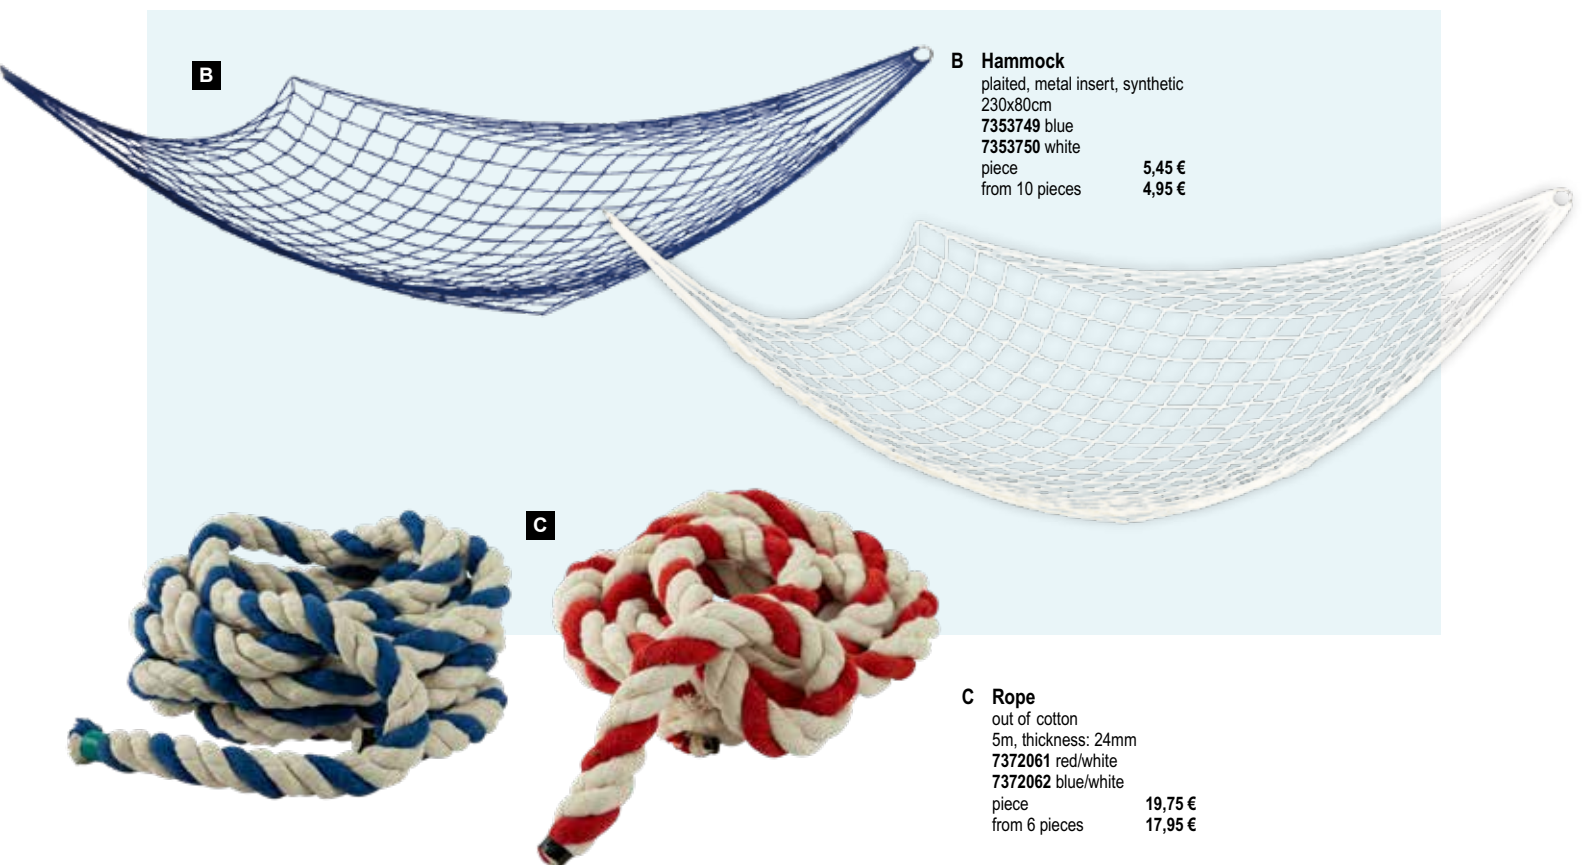 B
B Hammock
plaited, metal insert, synthetic
230x80cm
7353749 blue
7353750 white
piece 5,45 €
from 10 pieces 4,95 €
C
C Rope
out of cotton
5m, thickness: 24mm
7372061 red/white
7372062 blue/white
piece 19,75 €
from 6 pieces 17,95 €